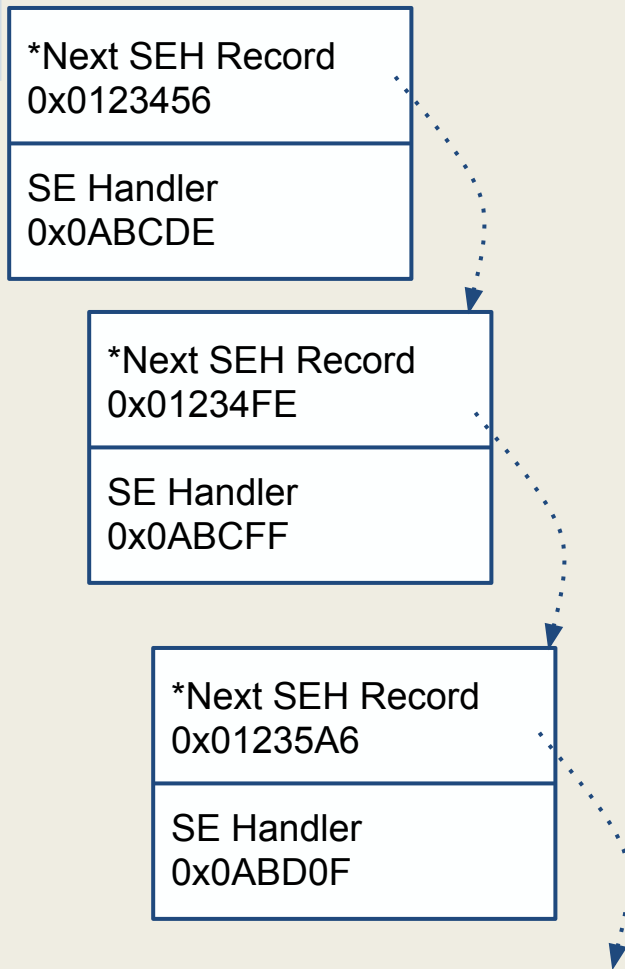 *Next SEH Record
0x0123456
SE Handler
0x0ABCDE
*Next SEH Record
0x01234FE
SE Handler
0x0ABCFF
*Next SEH Record
0x01235A6
SE Handler
0x0ABD0F